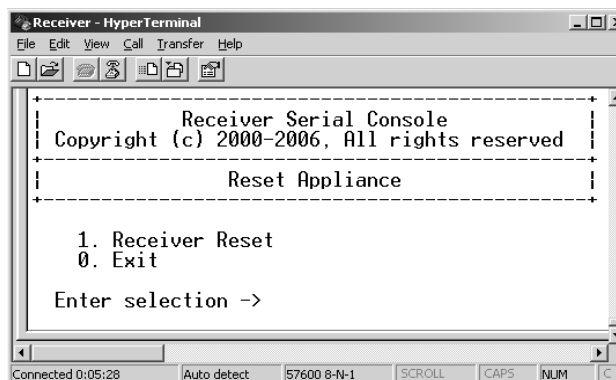 Receiver - HyperTerminal
File Edit View Call Transfer Help
Receiver Serial Console
Copyright (c) 2000-2006, All rights reserved
Reset Appliance
1. Receiver Reset
0. Exit
Enter selection ->
Connected 0:05:28 Auto detect 57600 8-N-1 SCROLL CAPS NUM C